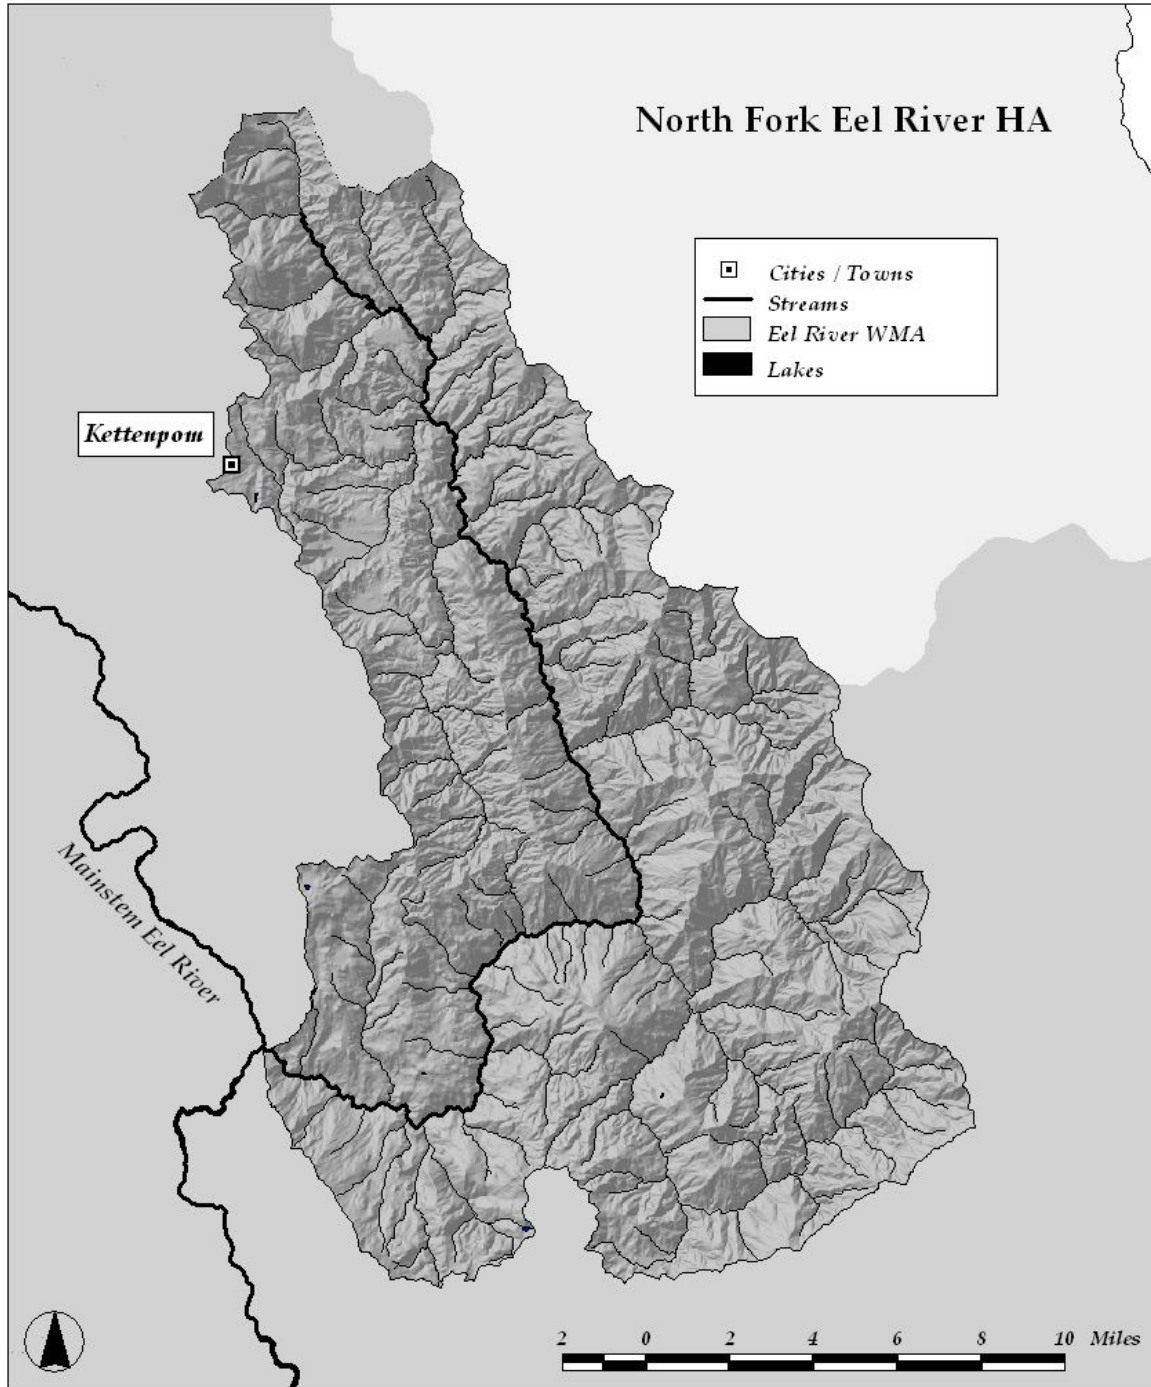 North Fork Eel River HA
Cities / Towns
Streams
Eel River WMA
Lakes
Kettenpom
Mainstem Eel River
2 0 2 4 6 8 10 Miles